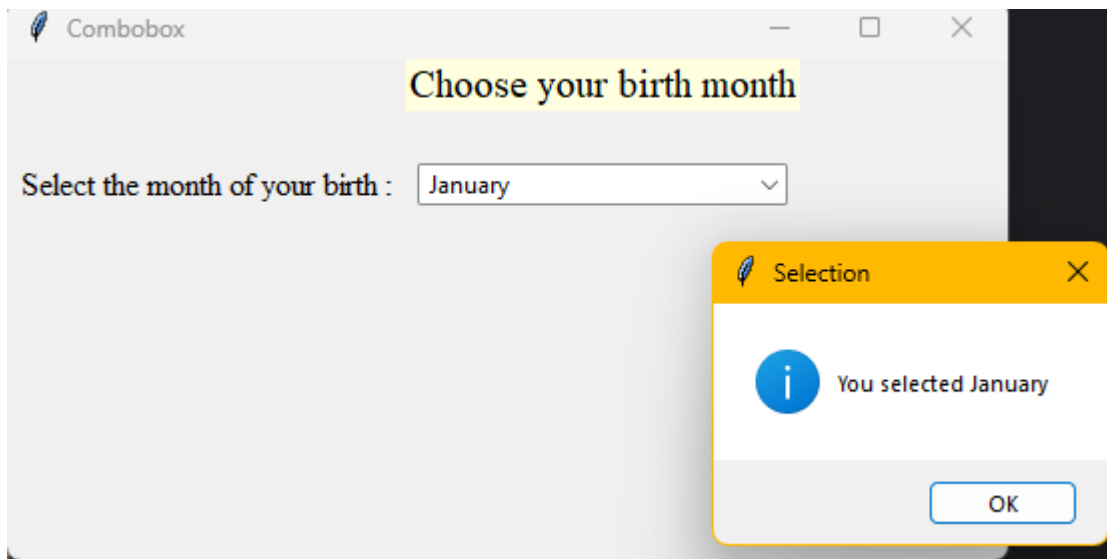 Combobox
Choose your birth month
Select the month of your birth :
January
Selection
You selected January
OK